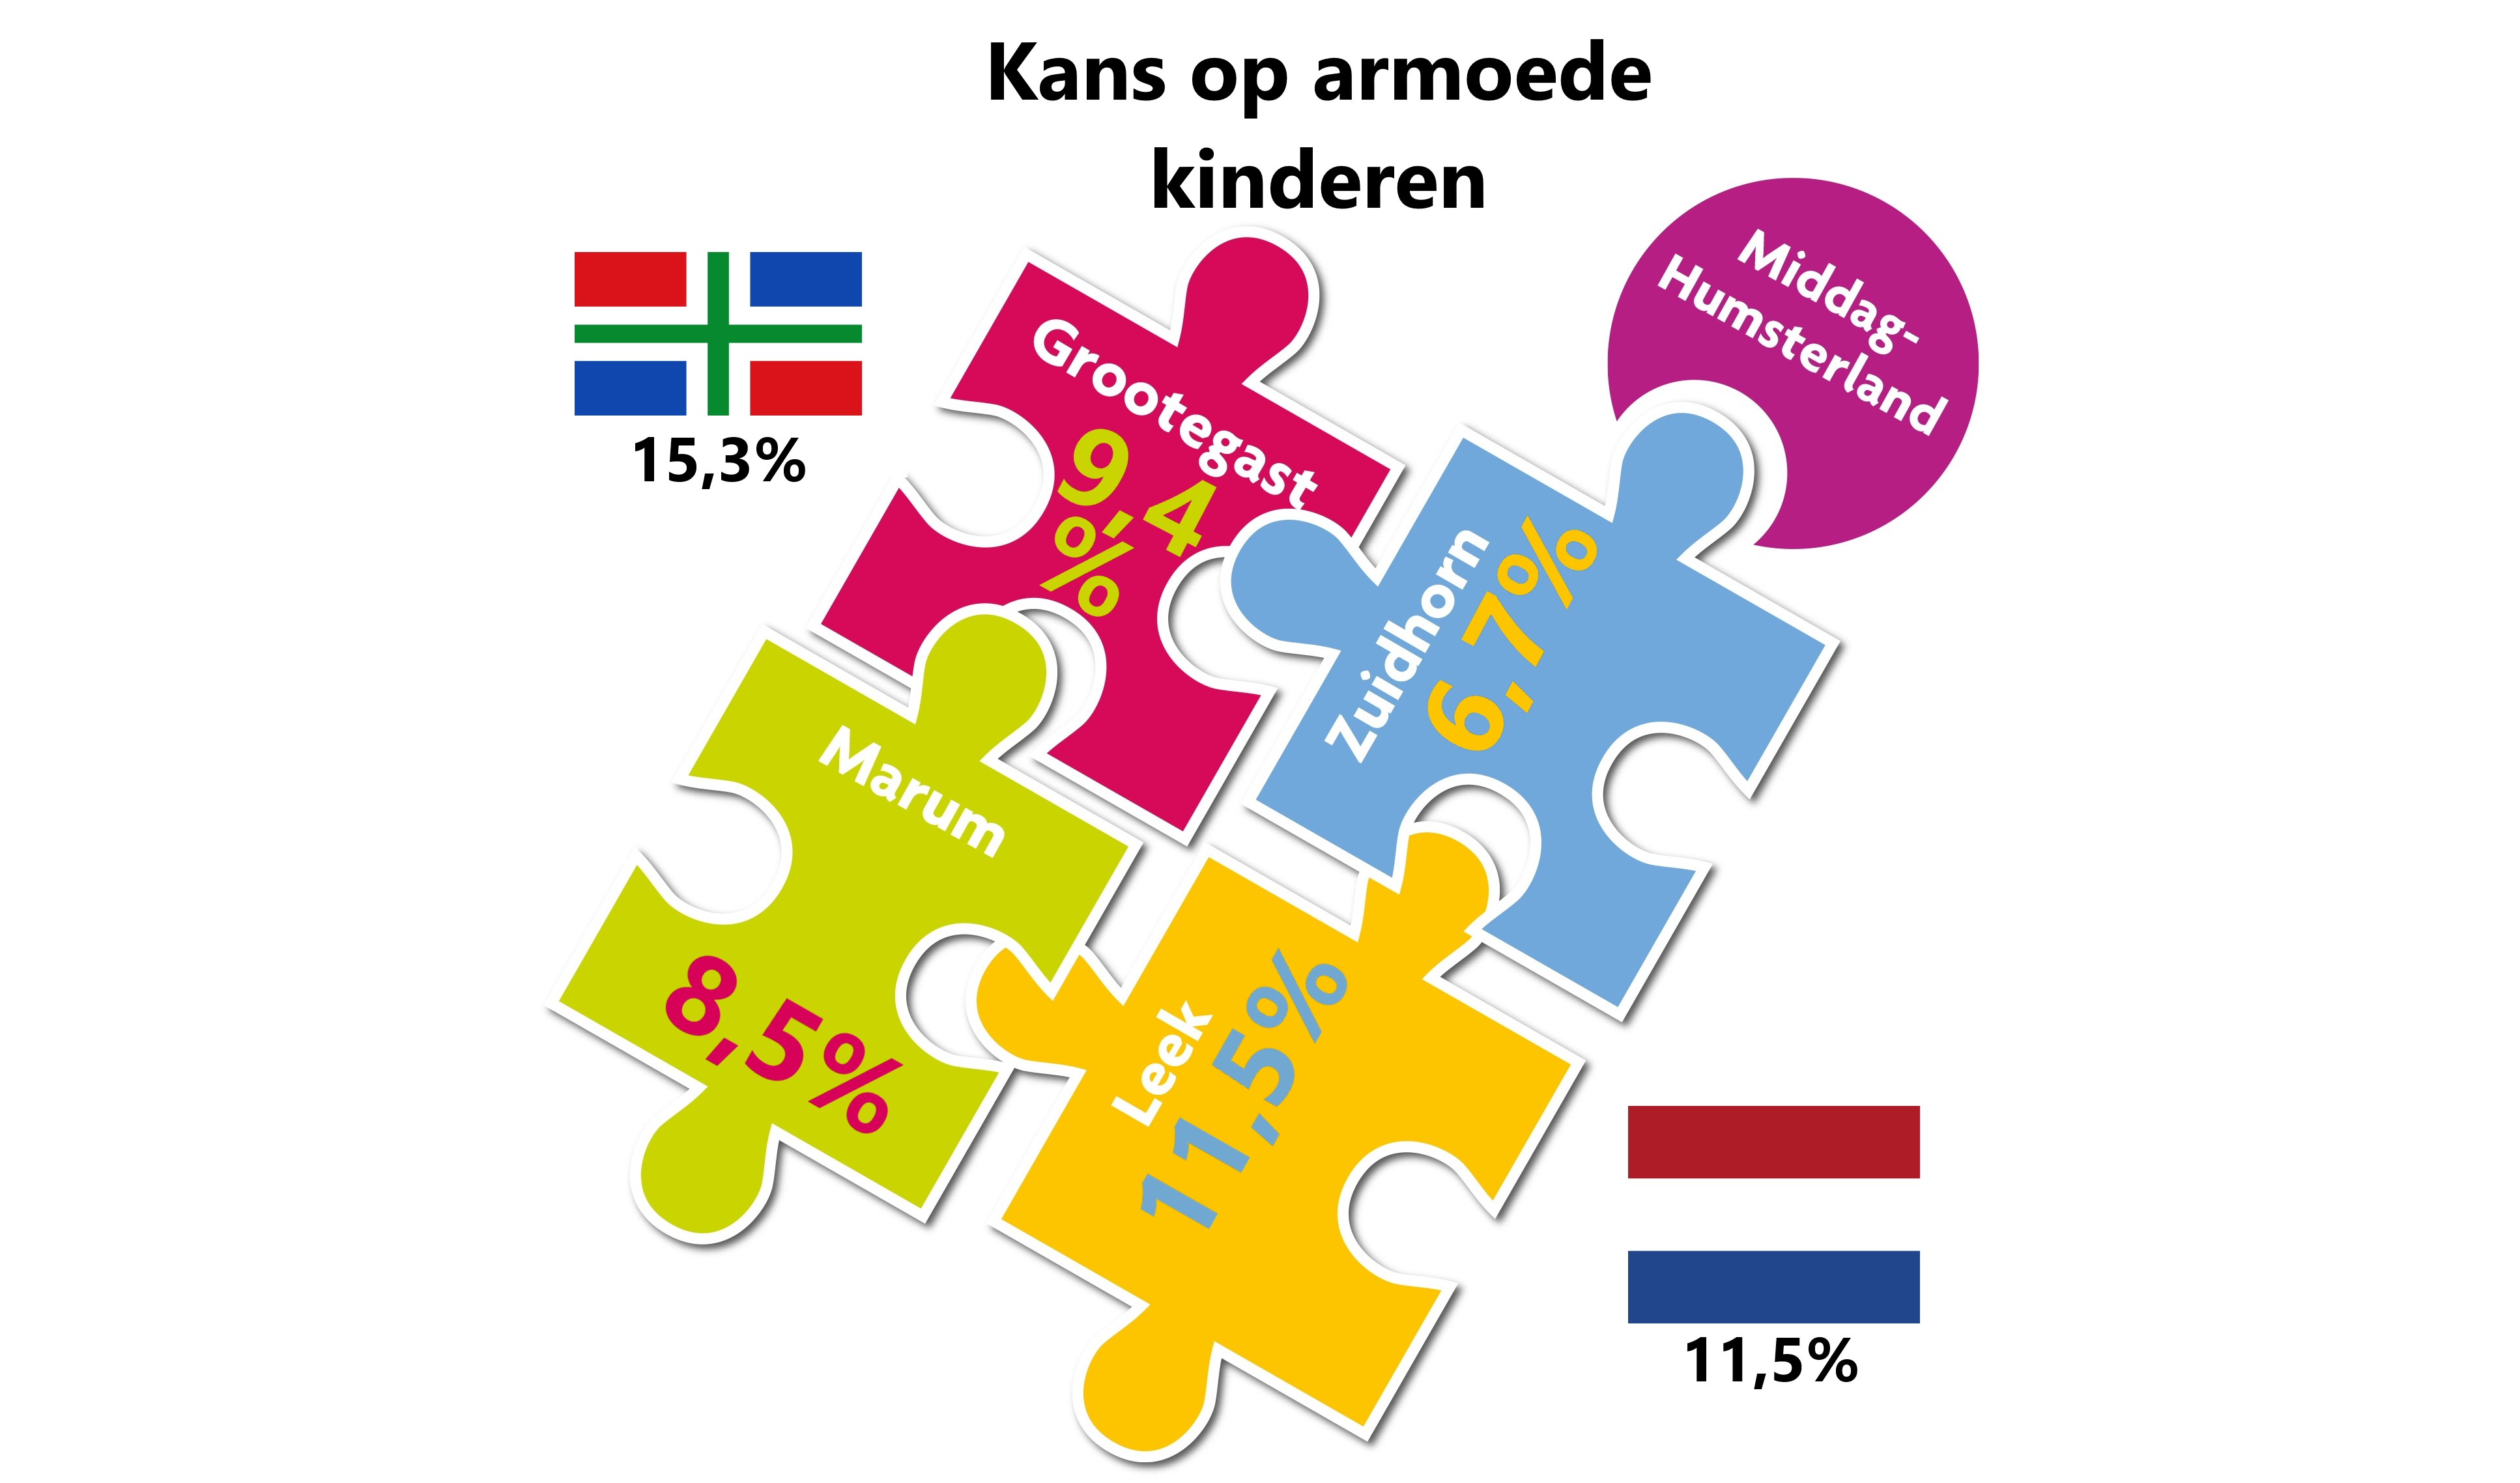 Kans op armoede
kinderen
15,3%
Grootegast
9,4
%
Middag-
Humsterland
Zuidhorn
6,7%
Marum
8,5%
Leek
11,5%
11,5%